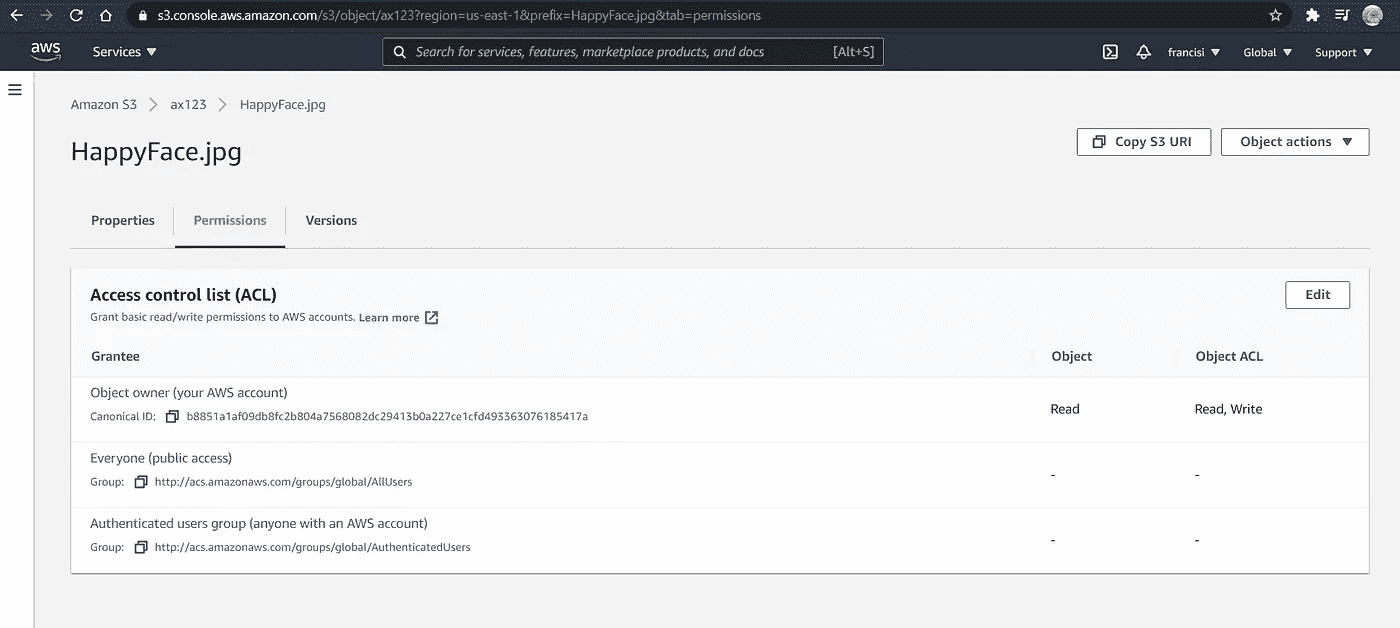 s3.console.aws.amazon.com/s3/object/ax123?region=us-east-1&prefix=HappyFace.jpg&tab=permissions
aws Services Search for services, features, marketplace products, and docs [Alt+S] francisi Global Support
Amazon S3 ax123 HappyFace.jpg
HappyFace.jpg
Copy S3 URI Object actions
Properties Permissions Versions
Access control list (ACL)
Edit
Grant basic read/write permissions to AWS accounts. Learn more
Grantee Object Object ACL
Object owner (your AWS account)
Canonical ID: b8851a1af09db8fc2b804a7568082dc29413b0a227ce1cfd493363076185417a
Read Read, Write
Everyone (public access)
Group: http://acs.amazonaws.com/groups/global/AllUsers
- -
Authenticated users group (anyone with an AWS account)
Group: http://acs.amazonaws.com/groups/global/AuthenticatedUsers
- -